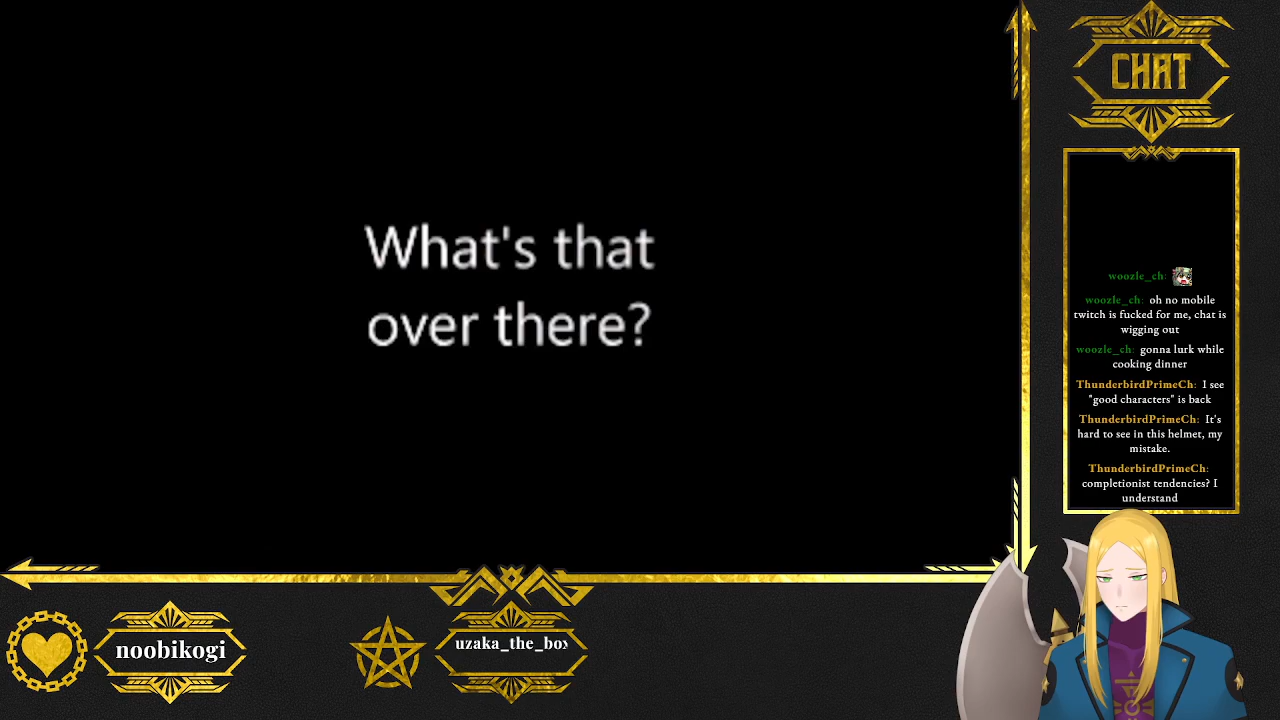 What's that
over there?
CHAT
woozle_ch:
woozle_ch: oh no mobile
twitch is fucked for me, chat is
wigging out
woozle_ch: gonna lurk while
cooking dinner
ThunderbirdPrimeCh: I see
"good characters" is back
ThunderbirdPrimeCh: It's
hard to see in this helmet, my
mistake.
ThunderbirdPrimeCh:
completionist tendencies? I
understand
noobikogi
uzaka_the_box